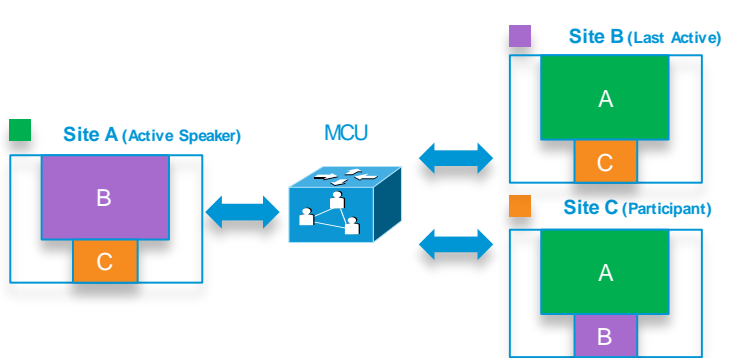 Site A (Active Speaker)
B
C
MCU
Site B (Last Active)
A
C
Site C (Participant)
A
B